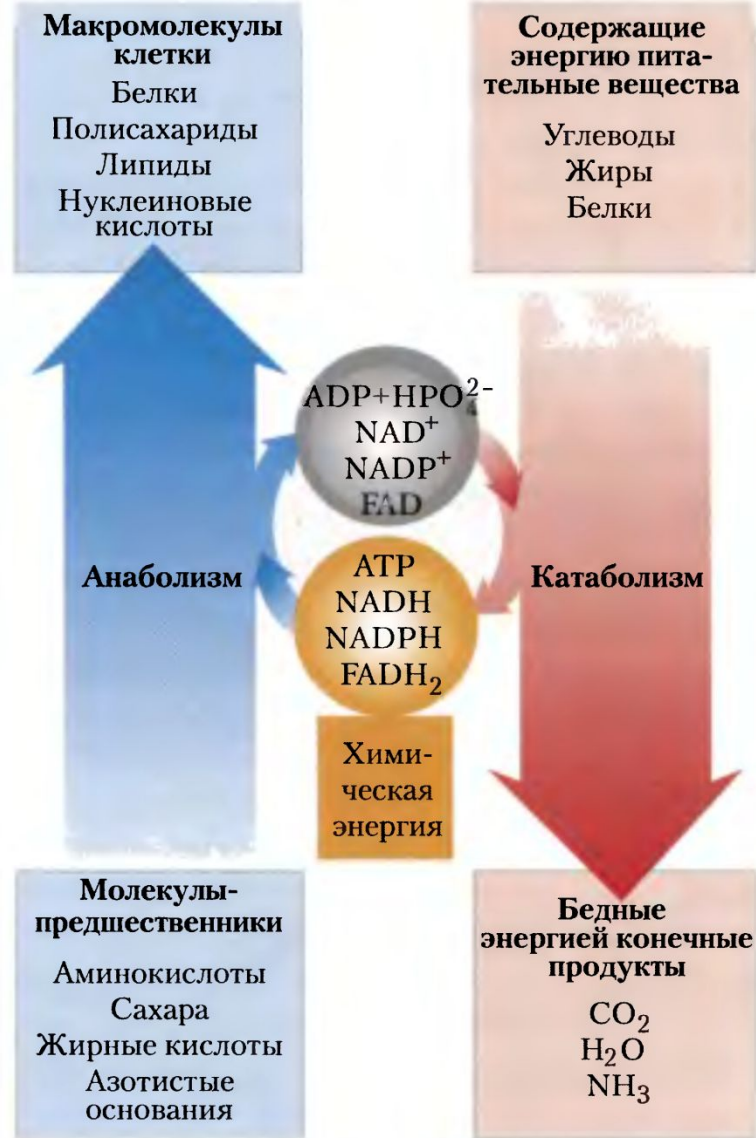 Макромолекулы
клетки
Белки
Полисахариды
Липиды
Нуклеиновые
кислоты
Содержащие
энергию пита-
тельные вещества
Углеводы
Жиры
Белки
ADP+HPO₄²⁻
NAD⁺
NADP⁺
FAD
Анаболизм
ATP
NADH
NADPH
FADH₂
Катаболизм
Хими-
ческая
энергия
Молекулы-
предшественники
Аминокислоты
Сахара
Жирные кислоты
Азотистые
основания
Бедные
энергией конечные
продукты
CO₂
H₂O
NH₃